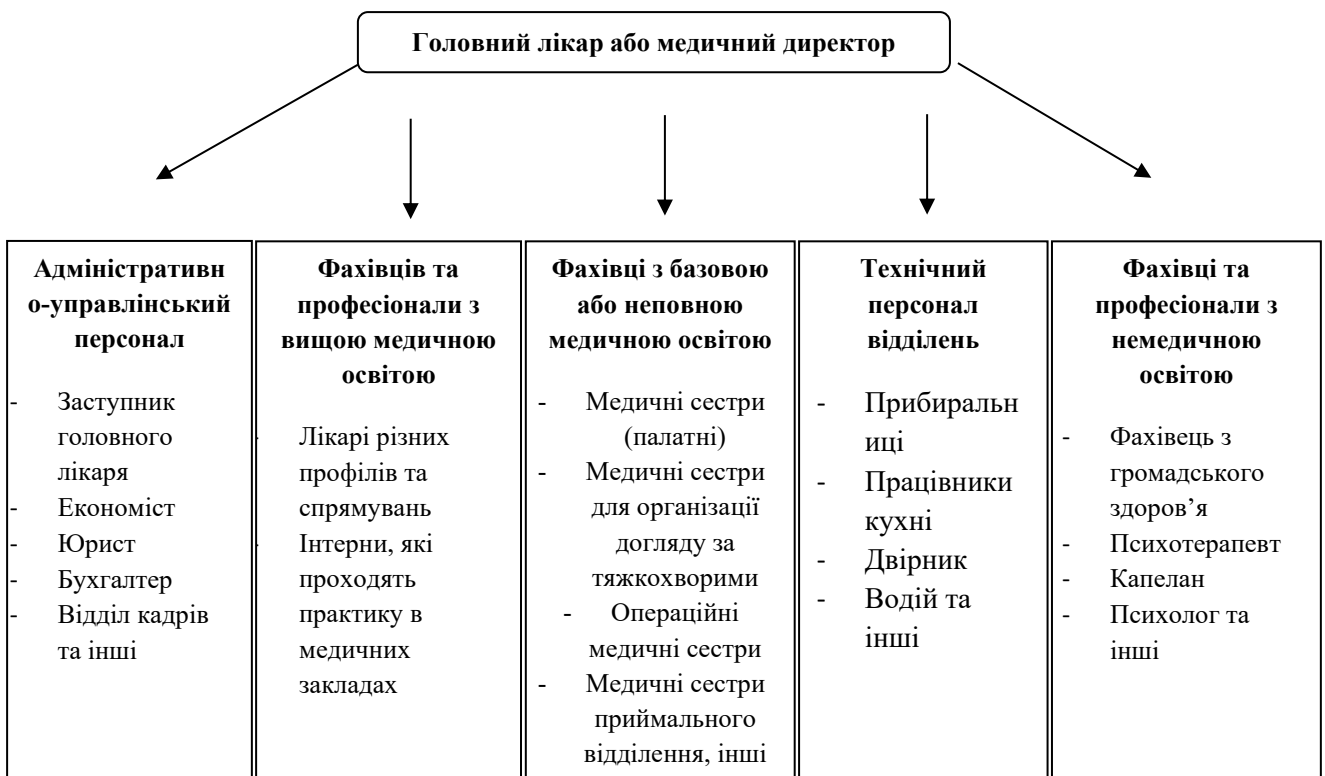 Головний лікар або медичний директор
Адміністративн
о-управлінський
персонал
- Заступник
головного
лікаря
- Економіст
- Юрист
- Бухгалтер
- Відділ кадрів
та інші
Фахівців та
професіонали з
вищою медичною
освітою
- Лікарі різних
профілів та
спрямувань
- Інтерни, які
проходять
практику в
медичних
закладах
Фахівці з базовою
або неповною
медичною освітою
- Медичні сестри
(палатні)
- Медичні сестри
для організації
догляду за
тяжкохворими
- Операційні
медичні сестри
- Медичні сестри
приймального
відділення, інші
Технічний
персонал
відділень
- Прибиральн
иці
- Працівники
кухні
- Двірник
- Водій та
інші
Фахівці та
професіонали з
немедичною
освітою
- Фахівець з
громадського
здоров’я
- Психотерапевт
- Капелан
- Психолог та
інші